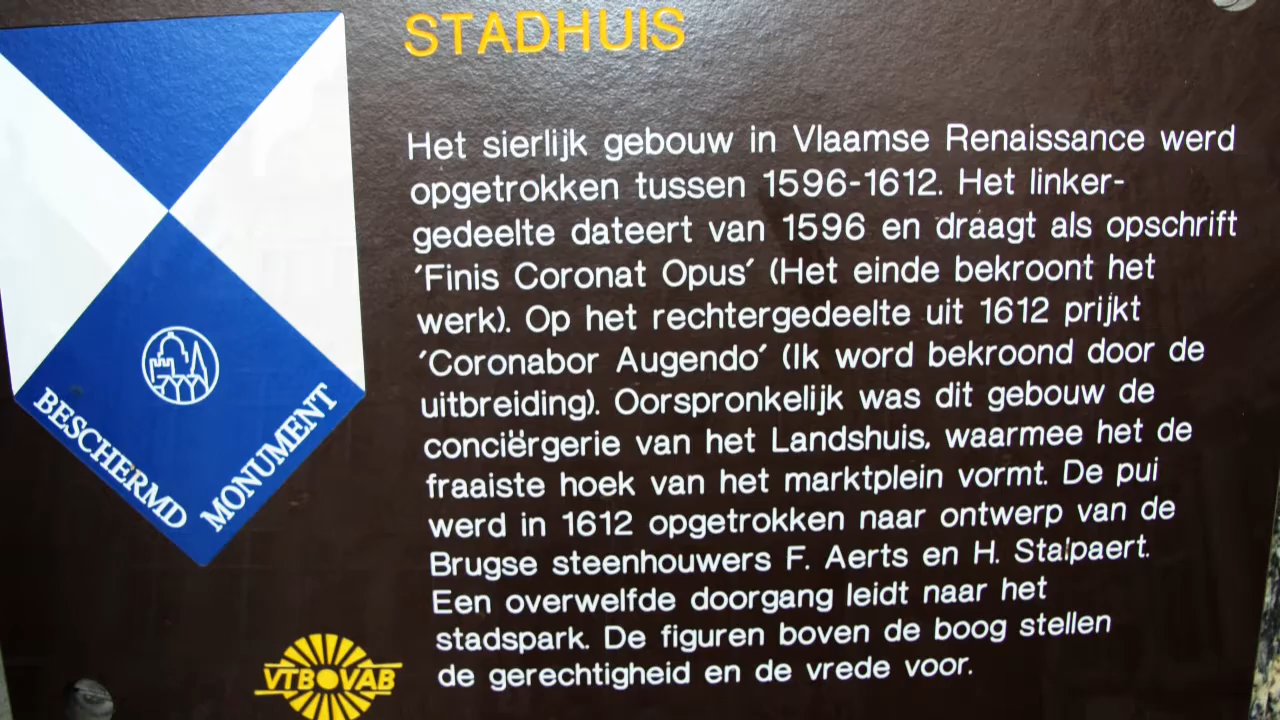 STADHUIS
Het sierlijk gebouw in Vlaamse Renaissance werd
opgetrokken tussen 1596-1612. Het linker-
gedeelte dateert van 1596 en draagt als opschrift
'Finis Coronat Opus' (Het einde bekroont het
werk). Op het rechtergedeelte uit 1612 prijkt
'Coronabor Augendo' (Ik word bekroond door de
uitbreiding). Oorspronkelijk was dit gebouw de
conciërgerie van het Landshuis, waarmee het de
fraaiste hoek van het marktplein vormt. De pui
werd in 1612 opgetrokken naar ontwerp van de
Brugse steenhouwers F. Aerts en H. Stalpaert.
Een overwelfde doorgang leidt naar het
stadspark. De figuren boven de boog stellen
de gerechtigheid en de vrede voor.
BESCHERMD
MONUMENT
VTB VAB